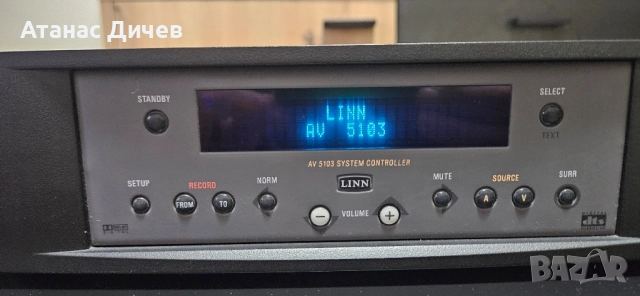 Атанас Дичев
STANDBY
LINN
AV 5103
SELECT
TEXT
AV 5103 SYSTEM CONTROLLER
SETUP
RECORD
NORM
LINN
MUTE
SOURCE
SURR
FROM
TO
VOLUME
A
V
dts
BAZAR